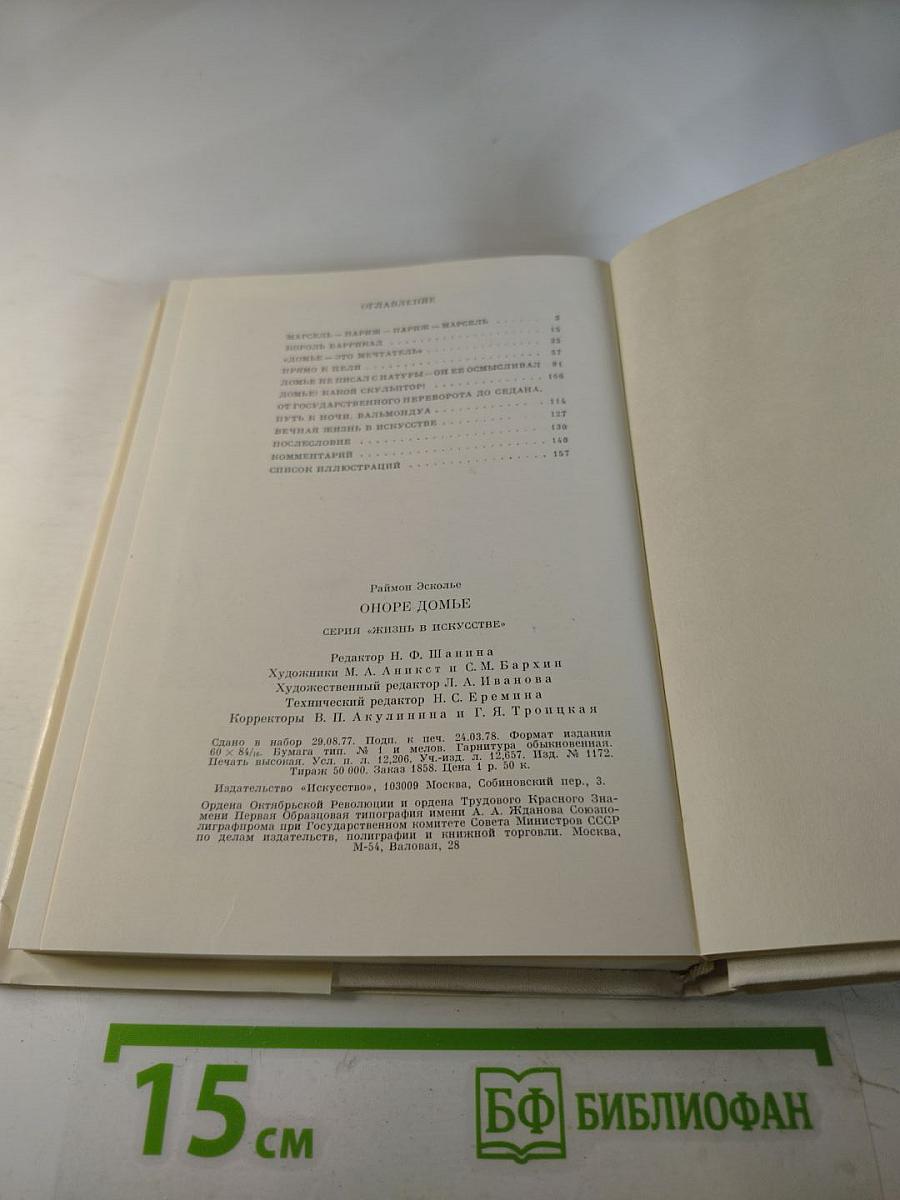 ОГЛАВЛЕНИЕ
МАРСЕЛЬ — ПАРИЖ — ПАРИЖ — МАРСЕЛЬ ....... 5
КОРОЛЬ БАРРИКАД ....... 15
«ДОМЬЕ — ЭТО МЕЧТАТЕЛЬ» ....... 25
ПРЯМО К ЦЕЛИ ....... 57
ДОМЬЕ НЕ ПИСАЛ С НАТУРЫ — ОН ЕЕ ОСМЫСЛИВАЛ 91
ДОМЬЕ! КАКОЙ СКУЛЬПТОР! ....... 106
ОТ ГОСУДАРСТВЕННОГО ПЕРЕВОРОТА ДО СЕДАНА.
ПУТЬ К НОЧИ. ВАЛЬМОНДУА ....... 114
ВЕЧНАЯ ЖИЗНЬ В ИСКУССТВЕ ....... 127
ПОСЛЕСЛОВИЕ ....... 130
КОММЕНТАРИЙ ....... 140
СПИСОК ИЛЛЮСТРАЦИЙ ....... 157
Раймон Эсколье
ОНОРЕ ДОМЬЕ
СЕРИЯ «ЖИЗНЬ В ИСКУССТВЕ»
Редактор Н. Ф. Шанина
Художники М. А. Аникст и С. М. Бархин
Художественный редактор Л. А. Иванова
Технический редактор Н. С. Еремина
Корректоры В. П. Акулинина и Г. Я. Троицкая
Сдано в набор 29.08.77. Подп. к печ. 24.03.78. Формат издания
60 × 84/16. Бумага тип. № 1 и мелов. Гарнитура обыкновенная.
Печать высокая. Усл. п. л. 12,206. Уч.-изд. л. 12,657. Изд. № 1172.
Тираж 50 000. Заказ 1858. Цена 1 р. 50 к.
Издательство «Искусство», 103009 Москва, Собиновский пер., 3.
Ордена Октябрьской Революции и ордена Трудового Красного Зна-
мени Первая Образцовая типография имени А. А. Жданова Союзпо-
лиграфпрома при Государственном комитете Совета Министров СССР
по делам издательств, полиграфии и книжной торговли. Москва,
М-54, Валовая, 28
15 см
БФ БИБЛИОФАН